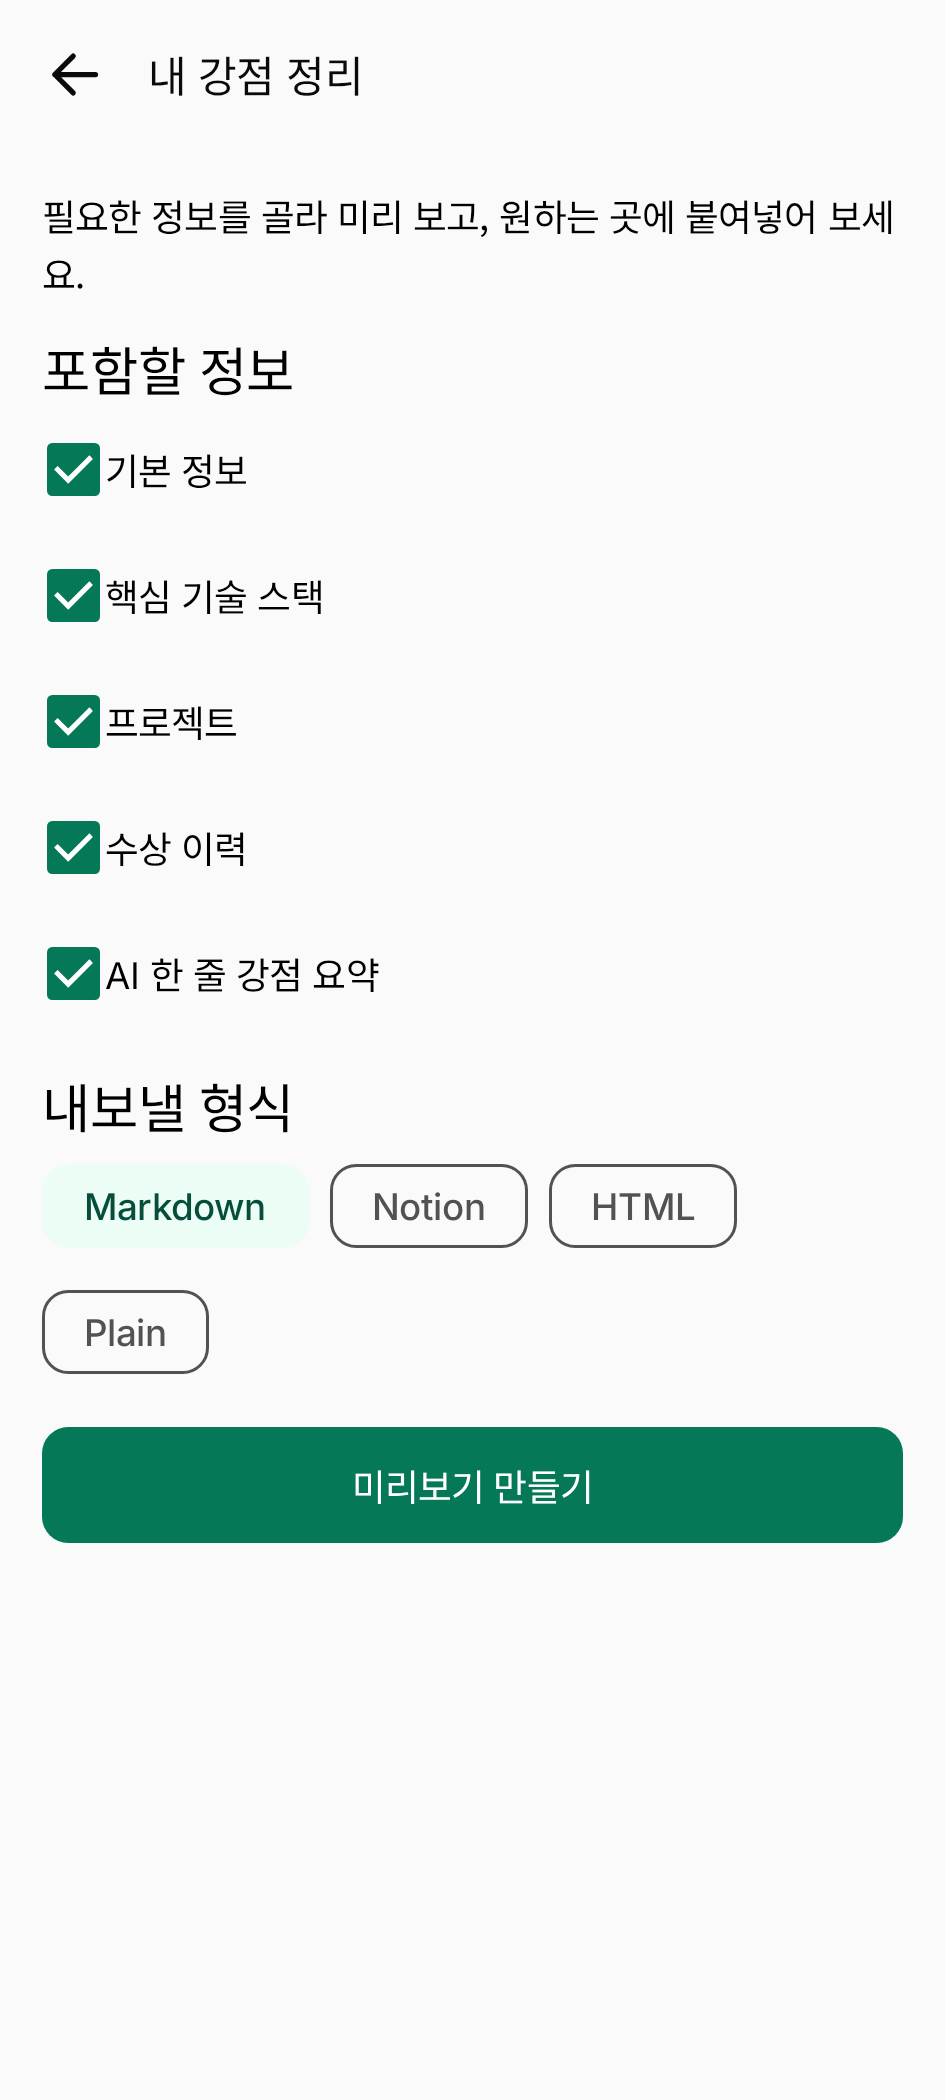 내 강점 정리
필요한 정보를 골라 미리 보고, 원하는 곳에 붙여넣어 보세
요.
포함할 정보
기본 정보
핵심 기술 스택
프로젝트
수상 이력
AI 한 줄 강점 요약
내보낼 형식
Markdown Notion HTML
Plain
미리보기 만들기